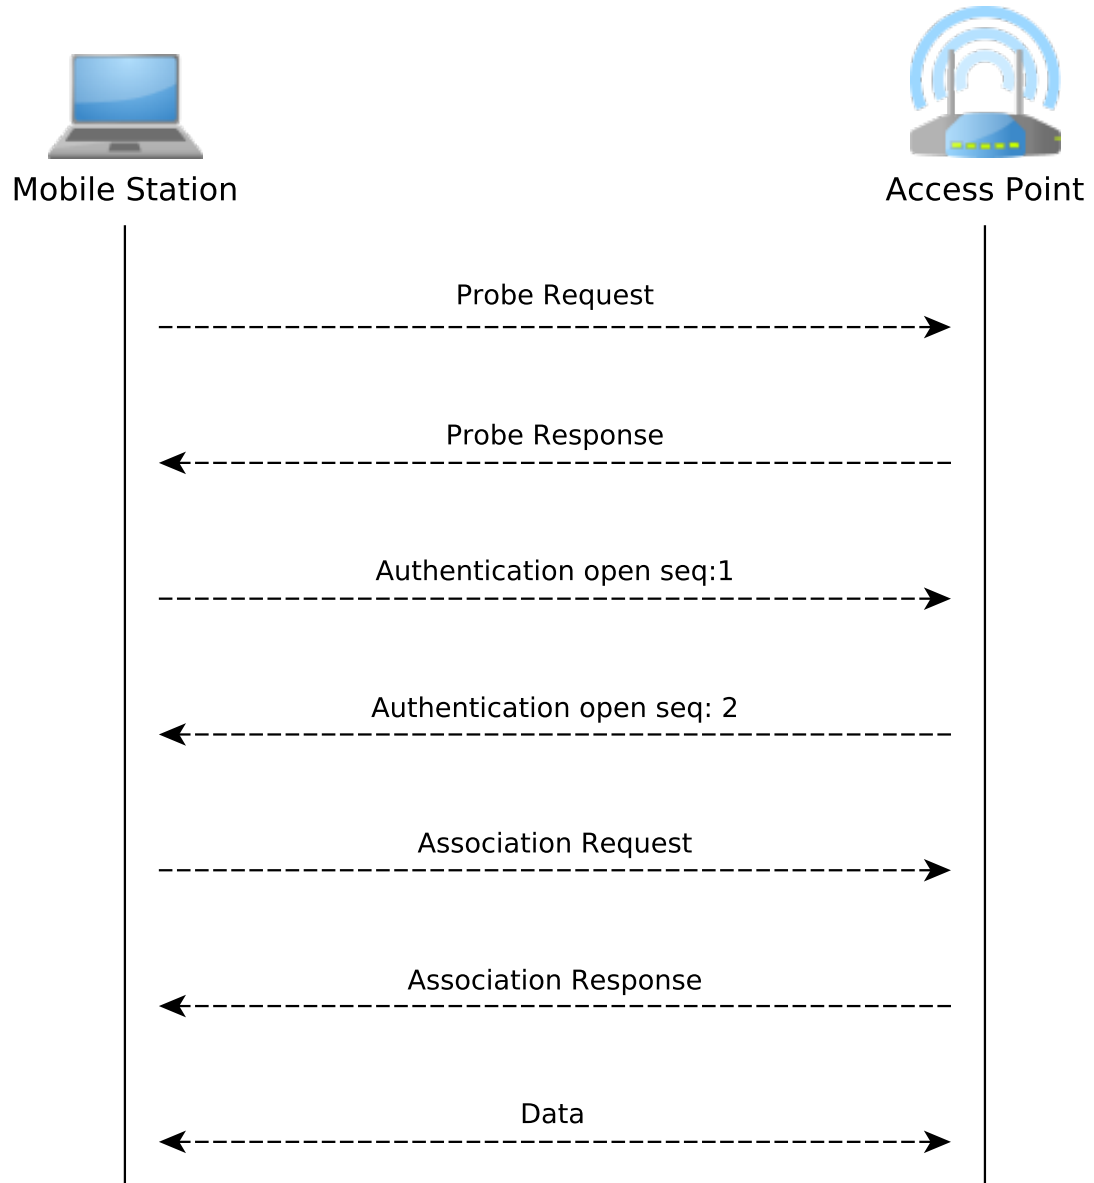 Mobile Station
Access Point
Probe Request
Probe Response
Authentication open seq:1
Authentication open seq: 2
Association Request
Association Response
Data